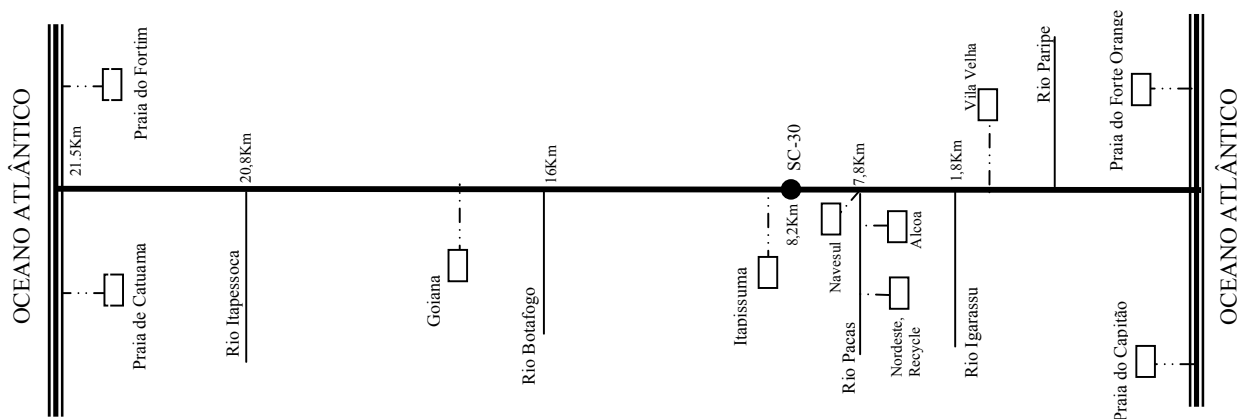 OCEANO ATLÂNTICO
Praia de Catuama
Praia do Fortim
21.5Km
Rio Itapessoca
20,8Km
Goiana
Rio Botafogo
16Km
Itapissuma
8,2Km
SC-30
Navesul
Rio Pacas
7,8Km
Nordeste,
Recycle
Alcoa
Rio Igarassu
1,8Km
Vila Velha
Rio Paripe
Praia do Capitão
Praia do Forte Orange
OCEANO ATLÂNTICO